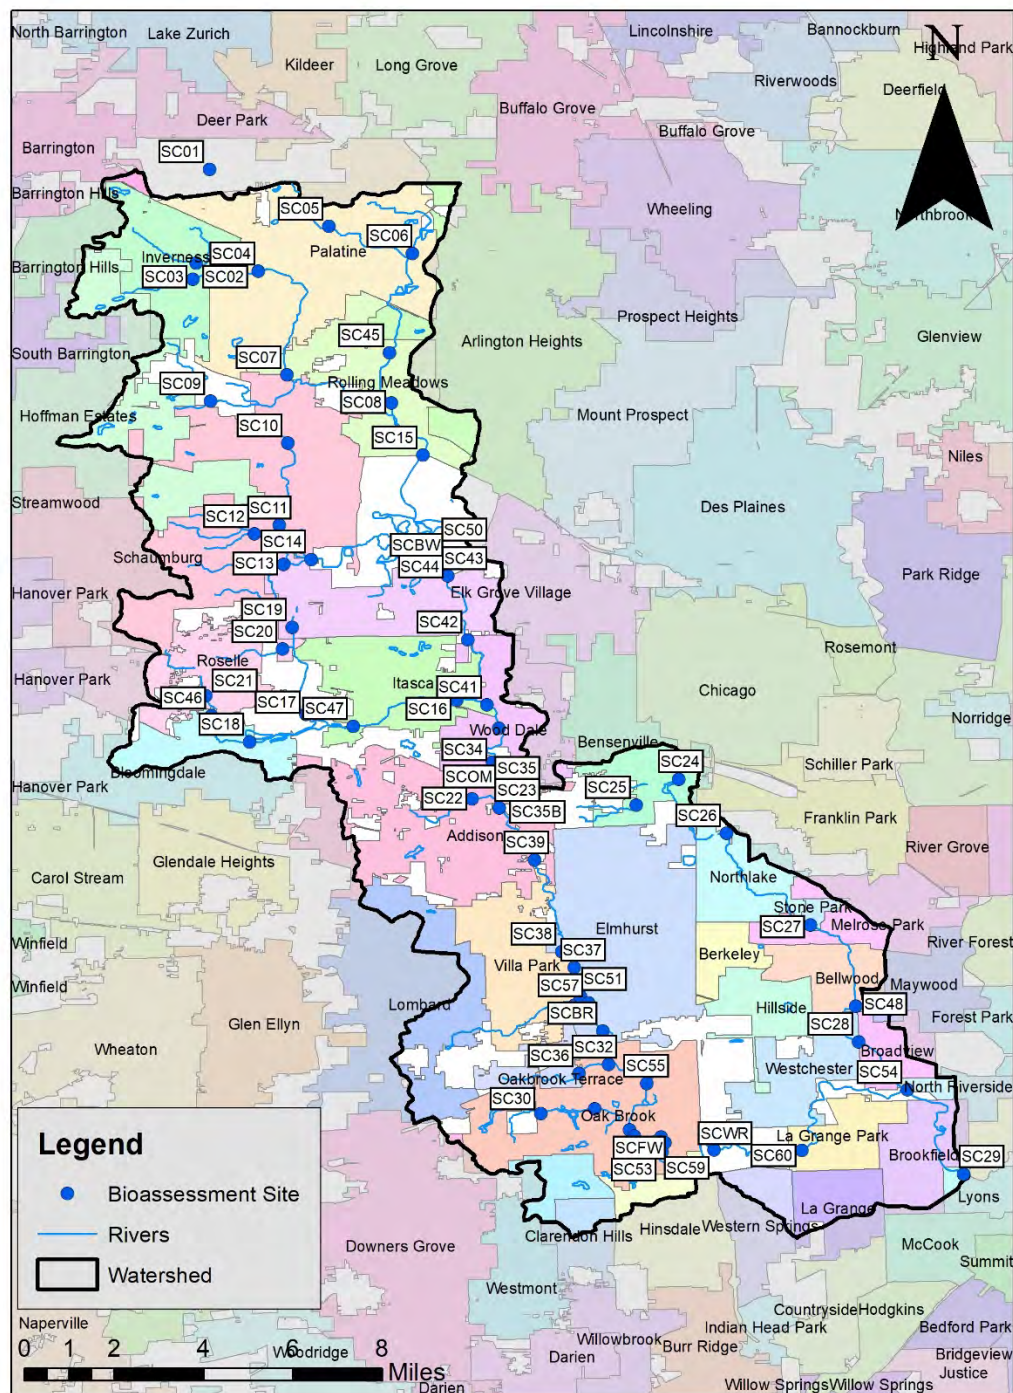 North Barrington
Lake Zurich
Lincolnshire
Bannockburn
N
Highland Park
Kildeer
Long Grove
Riverwoods
Deerfield
Buffalo Grove
Deer Park
Buffalo Grove
Barrington
SC01
Barrington Hills
SC05
Wheeling
Northbrook
SC06
Palatine
SC04
Inverness
Barrington Hills
SC03
SC02
Prospect Heights
Glenview
SC45
Arlington Heights
South Barrington
SC07
SC09
Rolling Meadows
SC08
Hoffman Estates
Mount Prospect
SC10
SC15
Niles
Streamwood
Des Plaines
SC11
SC12
SC50
SC14
SCBW
SC43
Schaumburg
SC13
SC44
Park Ridge
Hanover Park
Elk Grove Village
SC19
SC42
SC20
Rosemont
Roselle
Hanover Park
SC21
Itasca
SC41
Chicago
SC46
SC17
SC47
SC16
Norridge
SC18
Wood Dale
Bensenville
SC34
SC35
SC24
Schiller Park
Bloomingdale
SCOM
Hanover Park
SC23
SC25
SC22
SC35B
SC26
Franklin Park
Addison
SC39
River Grove
Glendale Heights
Carol Stream
Northlake
Stone Park
SC27
Melrose Park
SC38
Elmhurst
Winfield
SC37
Berkeley
River Forest
Villa Park
Bellwood
SC51
Winfield
SC57
Maywood
Lombard
Hillside
SC48
SCBR
Forest Park
Glen Ellyn
SC28
SC32
Wheaton
SC36
Broadview
SC55
Westchester
SC54
Oakbrook Terrace
North Riverside
SC30
Oak Brook
SCWR
La Grange Park
SCFW
SC60
Brookfield
SC29
SC53
SC59
Lyons
La Grange
Hinsdale
Western Springs
Clarendon Hills
McCook
Downers Grove
Summit
Westmont
Countryside
Hodgkins
Legend
Bioassessment Site
Rivers
Watershed
Naperville
Indian Head Park
Bedford Park
Willowbrook
Burr Ridge
Woodridge
Darien
Bridgeview
Justice
0 2 4 6 8
Miles
Darien
Willow Springs
Willow Springs